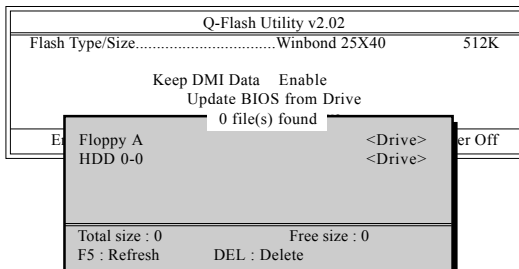 Q-Flash Utility v2.02
Flash Type/Size..............................Winbond 25X40 512K
Keep DMI Data Enable
Update BIOS from Drive
0 file(s) found
Floppy A <Drive>
HDD 0-0 <Drive>
Off
Total size : 0 Free size : 0
F5 : Refresh DEL : Delete